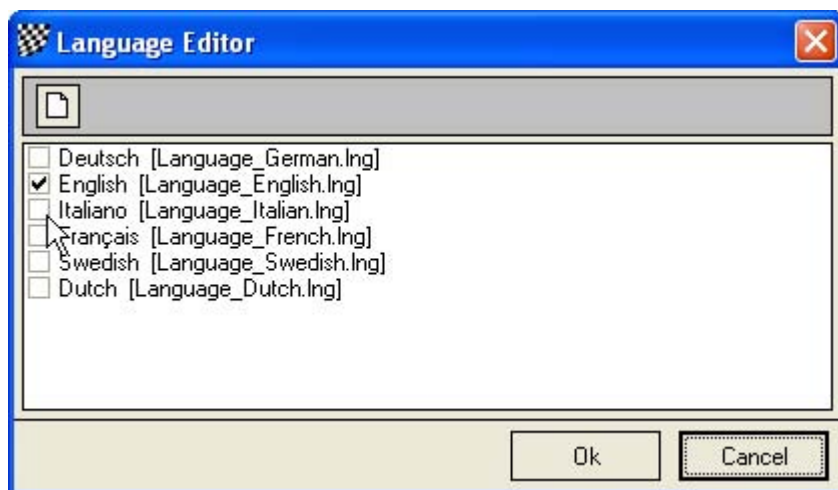 Language Editor
Deutsch [Language_German.lng]
English [Language_English.lng]
Italiano [Language_Italian.lng]
Français [Language_French.lng]
Swedish [Language_Swedish.lng]
Dutch [Language_Dutch.lng]
Ok
Cancel